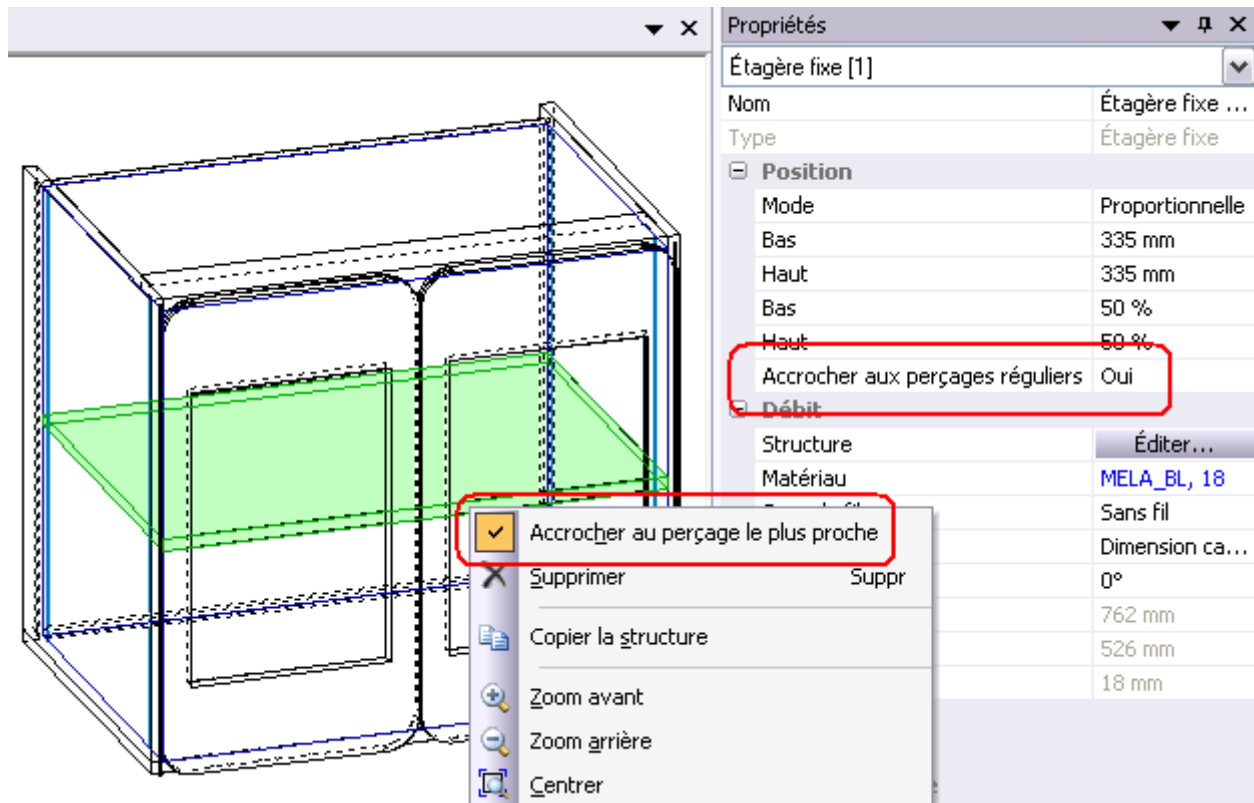 Propriétés
Étagère fixe [1]
Nom Étagère fixe ...
Type Étagère fixe
Position
Mode Proportionnelle
Bas 335 mm
Haut 335 mm
Bas 50 %
Haut 50 %
Accrocher aux perçages réguliers Oui
Débit
Structure Éditer...
Matériau MELA_BL, 18
Sans fil
Dimension ca...
0°
762 mm
526 mm
18 mm
Accrocher au perçage le plus proche
Supprimer Suppr
Copier la structure
Zoom avant
Zoom arrière
Centrer